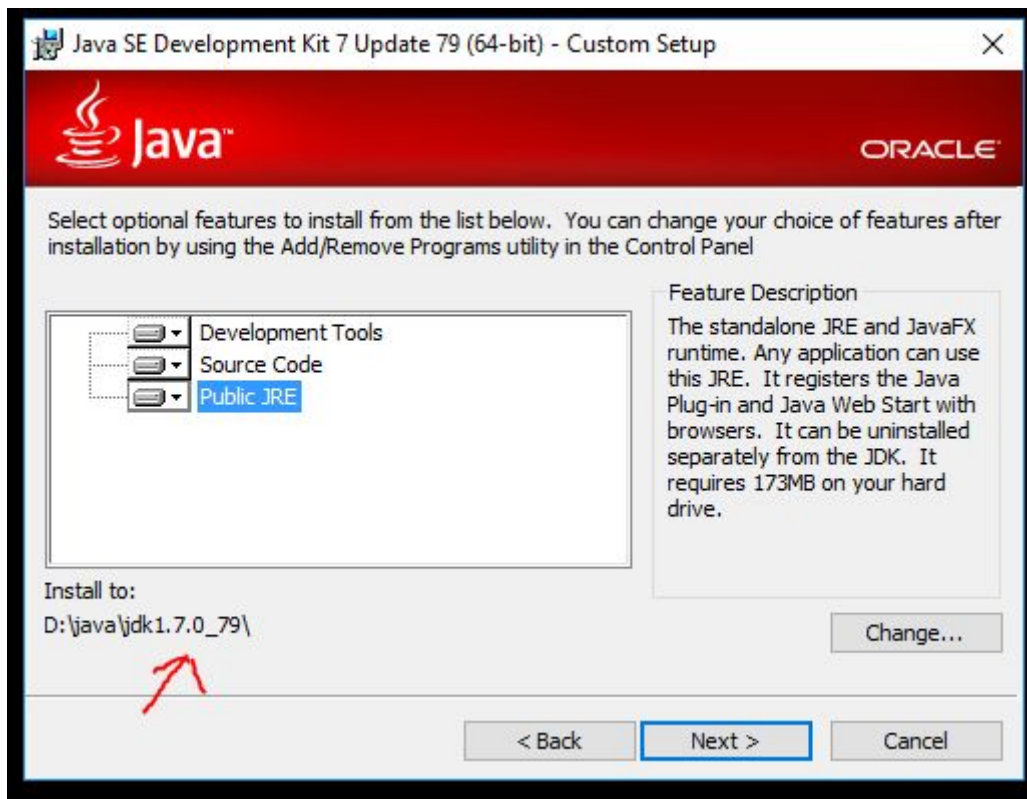 Java SE Development Kit 7 Update 79 (64-bit) - Custom Setup
Java™
ORACLE
Select optional features to install from the list below. You can change your choice of features after
installation by using the Add/Remove Programs utility in the Control Panel
Development Tools
Source Code
Public JRE
Feature Description
The standalone JRE and JavaFX
runtime. Any application can use
this JRE. It registers the Java
Plug-in and Java Web Start with
browsers. It can be uninstalled
separately from the JDK. It
requires 173MB on your hard
drive.
Install to:
D:\java\jdk1.7.0_79\
Change...
< Back
Next >
Cancel